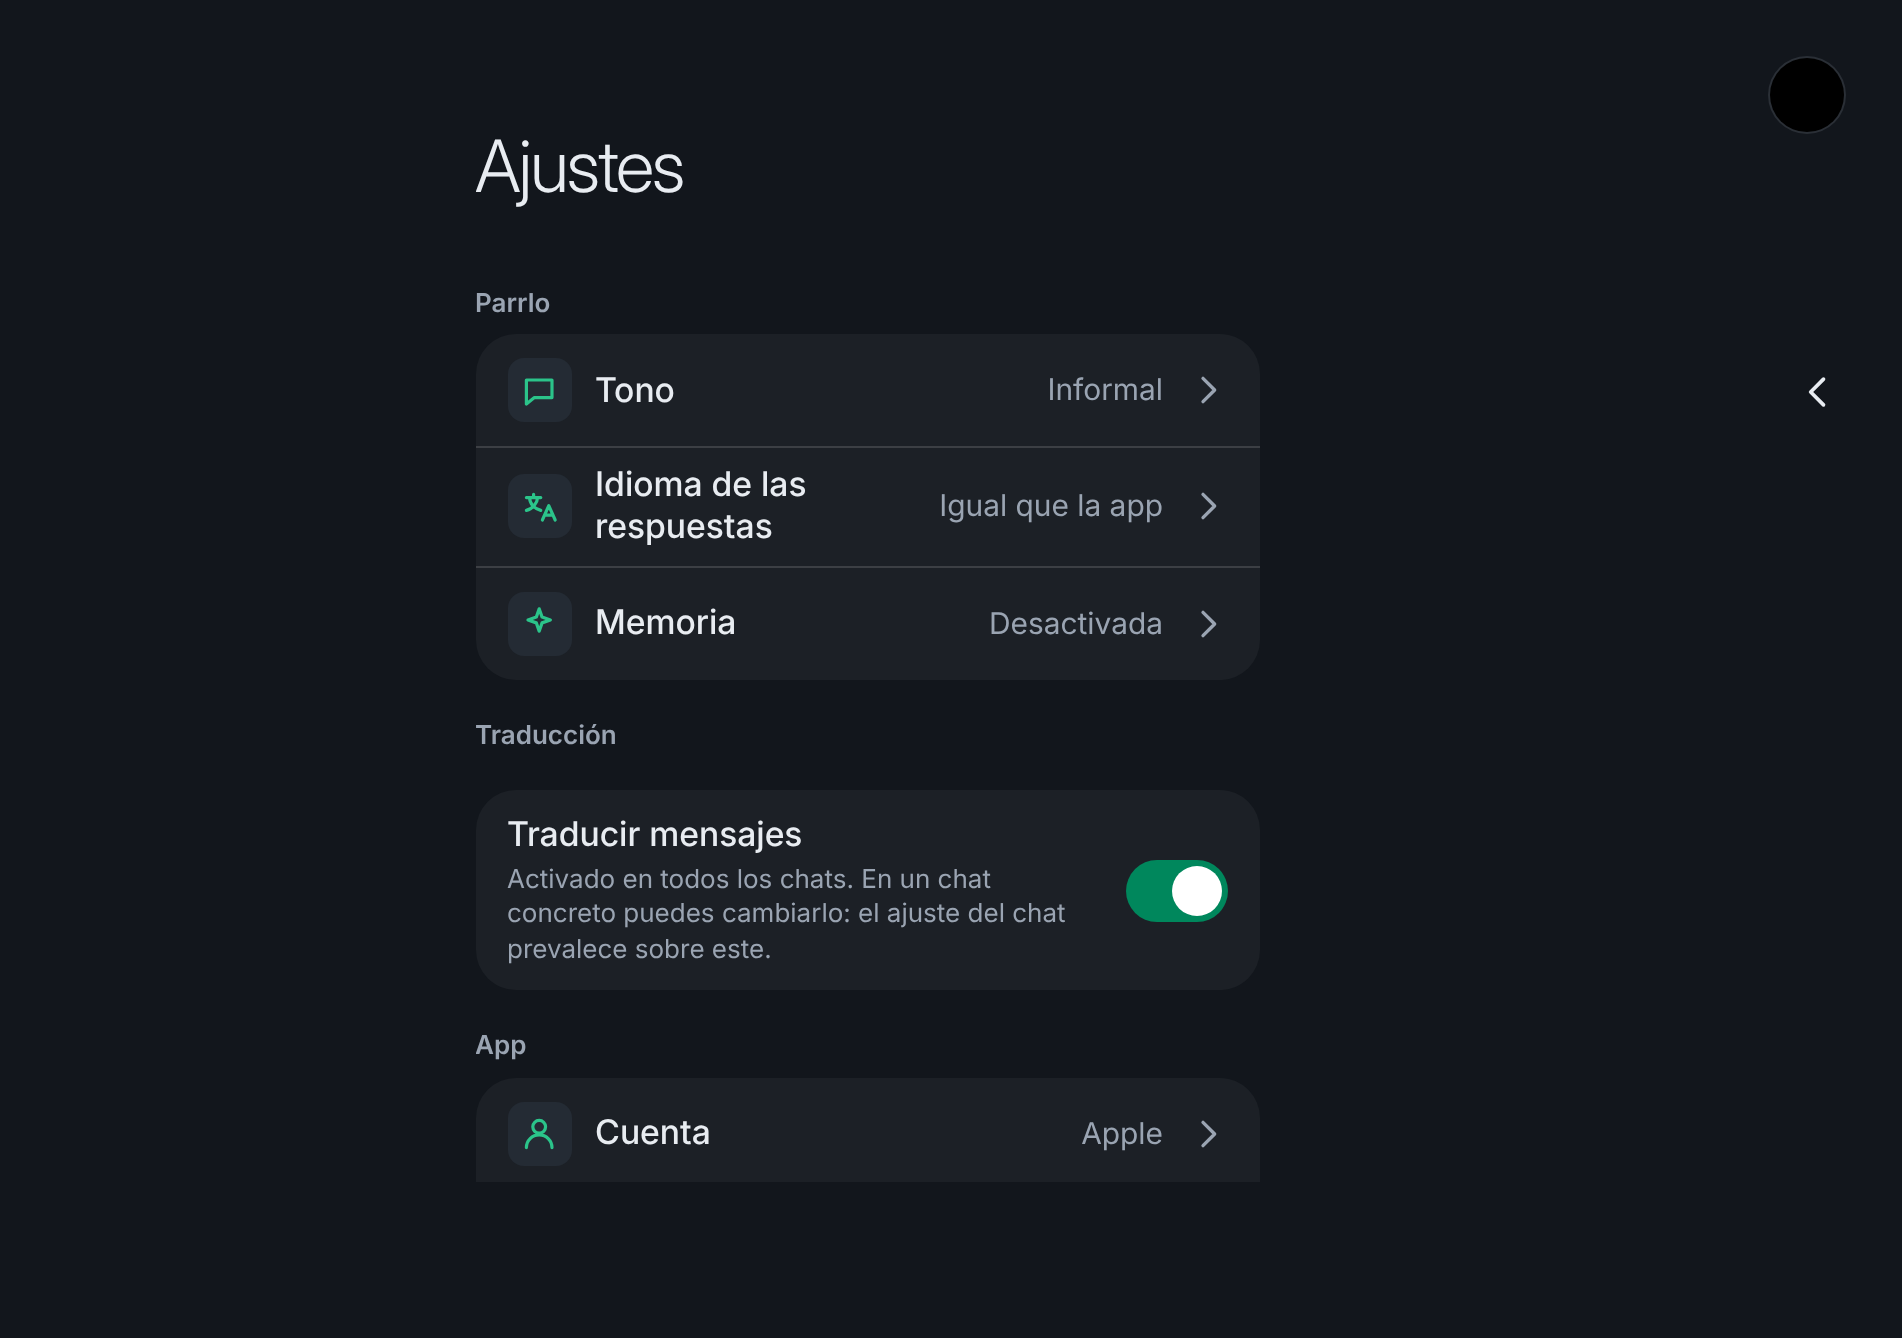 Ajustes
Parrlo
Tono
Informal
Idioma de las
respuestas
Igual que la app
Memoria
Desactivada
Traducción
Traducir mensajes
Activado en todos los chats. En un chat
concreto puedes cambiarlo: el ajuste del chat
prevalece sobre este.
App
Cuenta
Apple